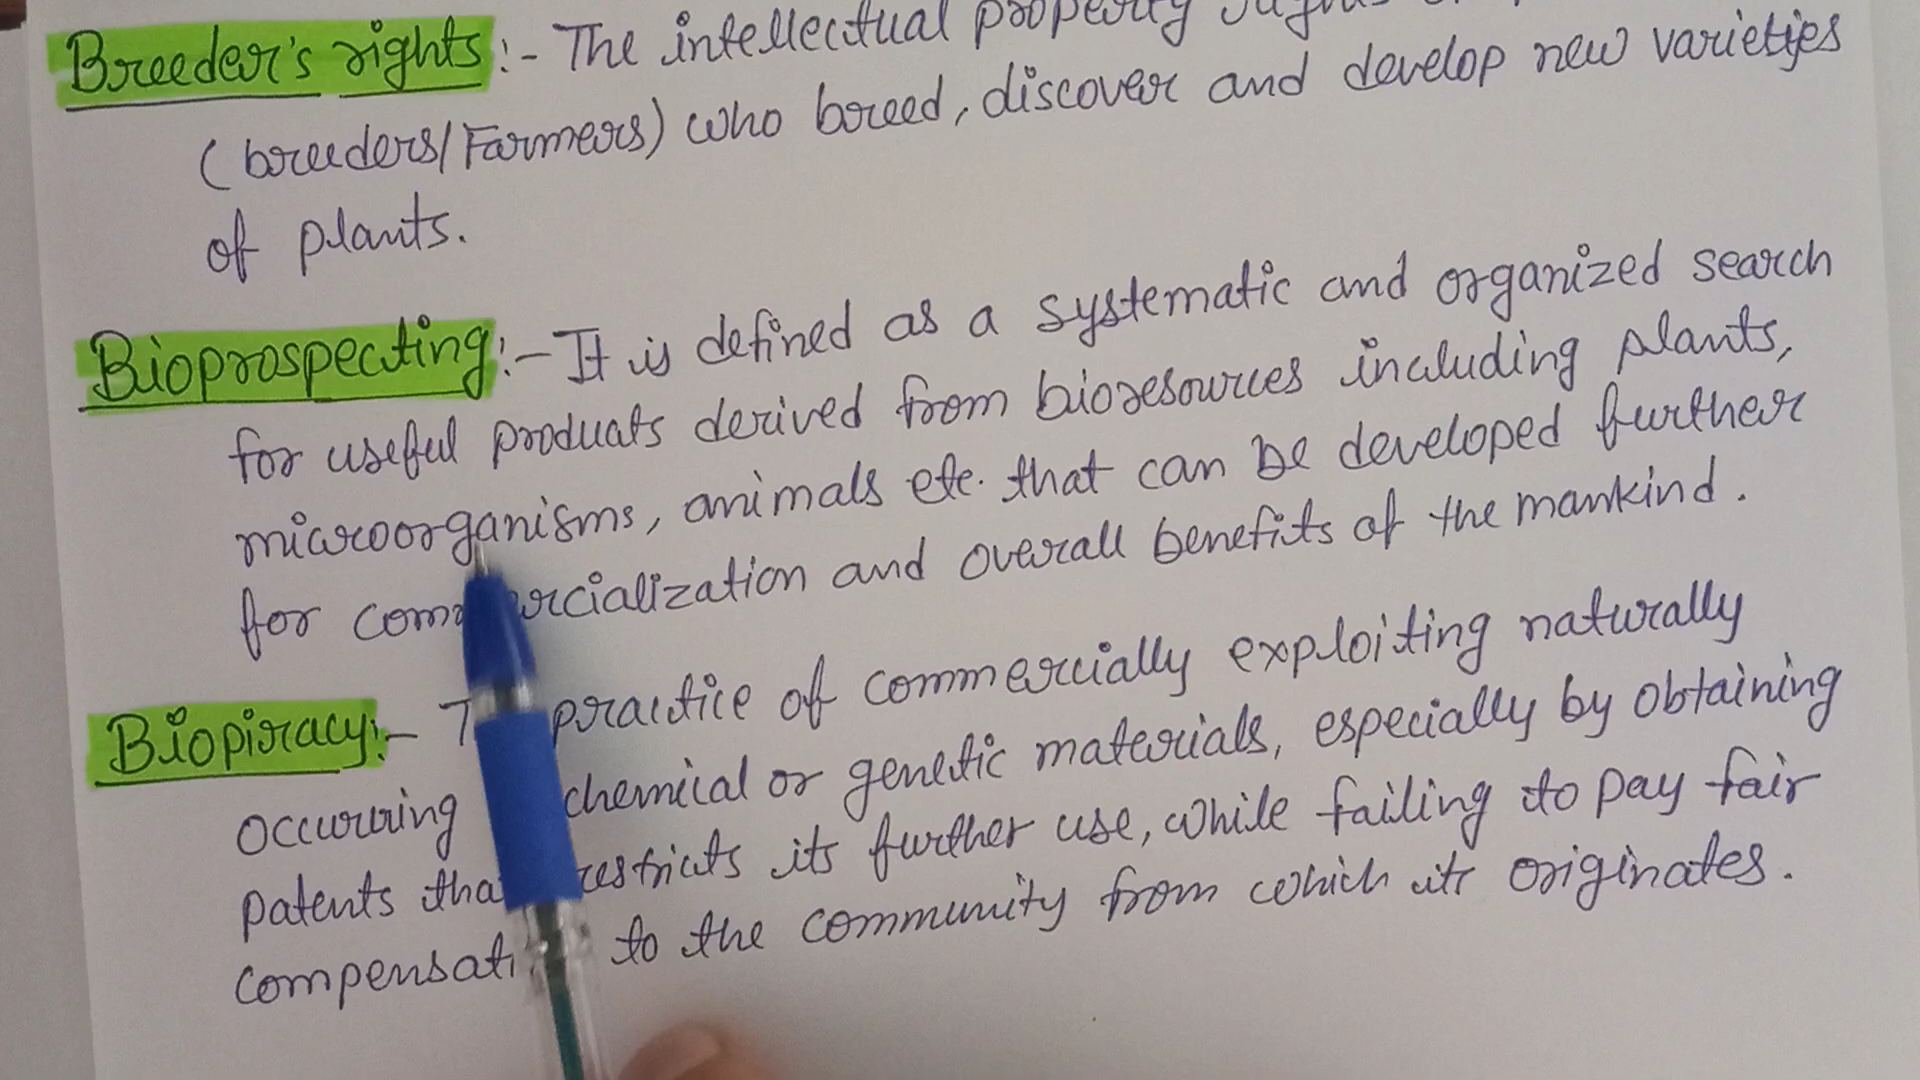 Breeder's rights:- The intellectual property
(breeders/Farmers) who breed, discover and develop new varieties
of plants.
Bioprospecting:- It is defined as a systematic and organized search
for useful products derived from bioresources including plants,
microorganisms, animals etc. that can be developed further
for commercialization and overall benefits of the mankind.
Biopiracy:- practice of commercially exploiting naturally
occurring chemical or genetic materials, especially by obtaining
patents tha restricts its further use, while failing to pay fair
compensati to the community from which it originates.